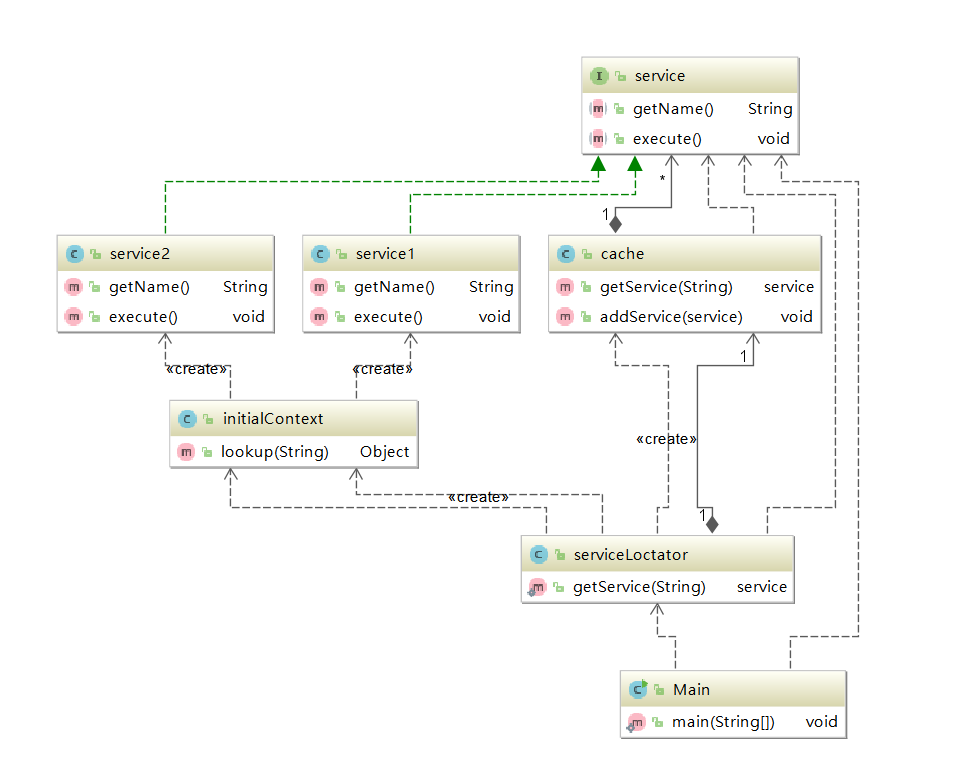 I service
m getName() String
m execute() void
*
1
C service2
m getName() String
m execute() void
C service1
m getName() String
m execute() void
C cache
m getService(String) service
m addService(service) void
«create»
«create»
1
C initialContext
m lookup(String) Object
«create»
«create»
1
C serviceLoctator
m getService(String) service
C Main
m main(String[]) void